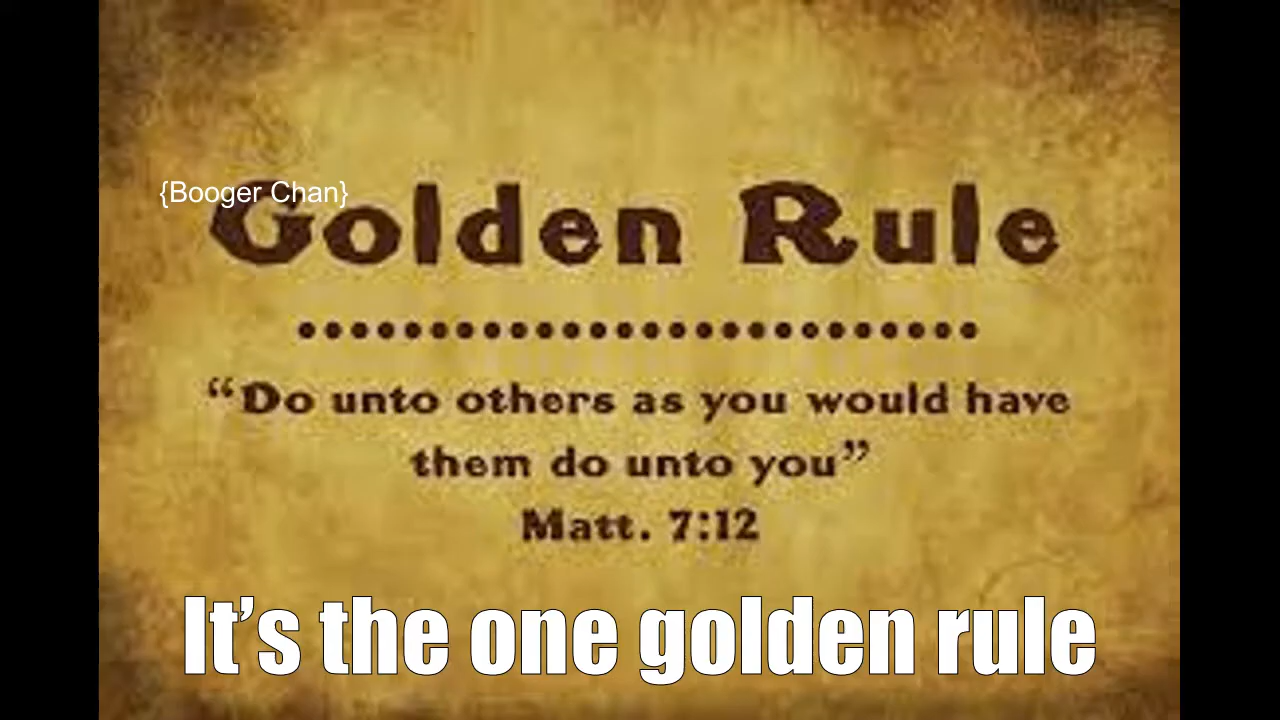 {Booger Chan}
Golden Rule
“Do unto others as you would have
them do unto you”
Matt. 7:12
It’s the one golden rule